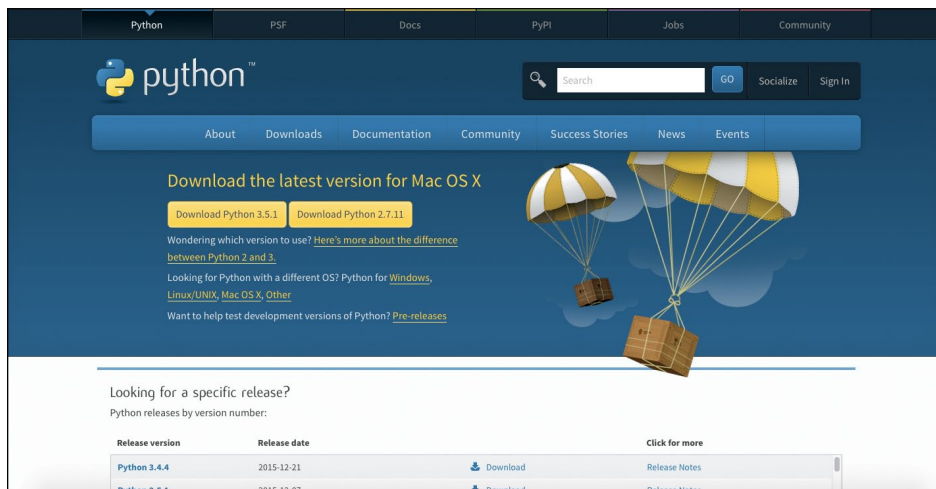 Python PSF Docs PyPI Jobs Community
python™
Search GO Socialize Sign In
About Downloads Documentation Community Success Stories News Events
Download the latest version for Mac OS X
Download Python 3.5.1 Download Python 2.7.11
Wondering which version to use? Here's more about the difference
between Python 2 and 3.
Looking for Python with a different OS? Python for Windows,
Linux/UNIX, Mac OS X, Other
Want to help test development versions of Python? Pre-releases
Looking for a specific release?
Python releases by version number:
Release version Release date Click for more
Python 3.4.4 2015-12-21 Download Release Notes